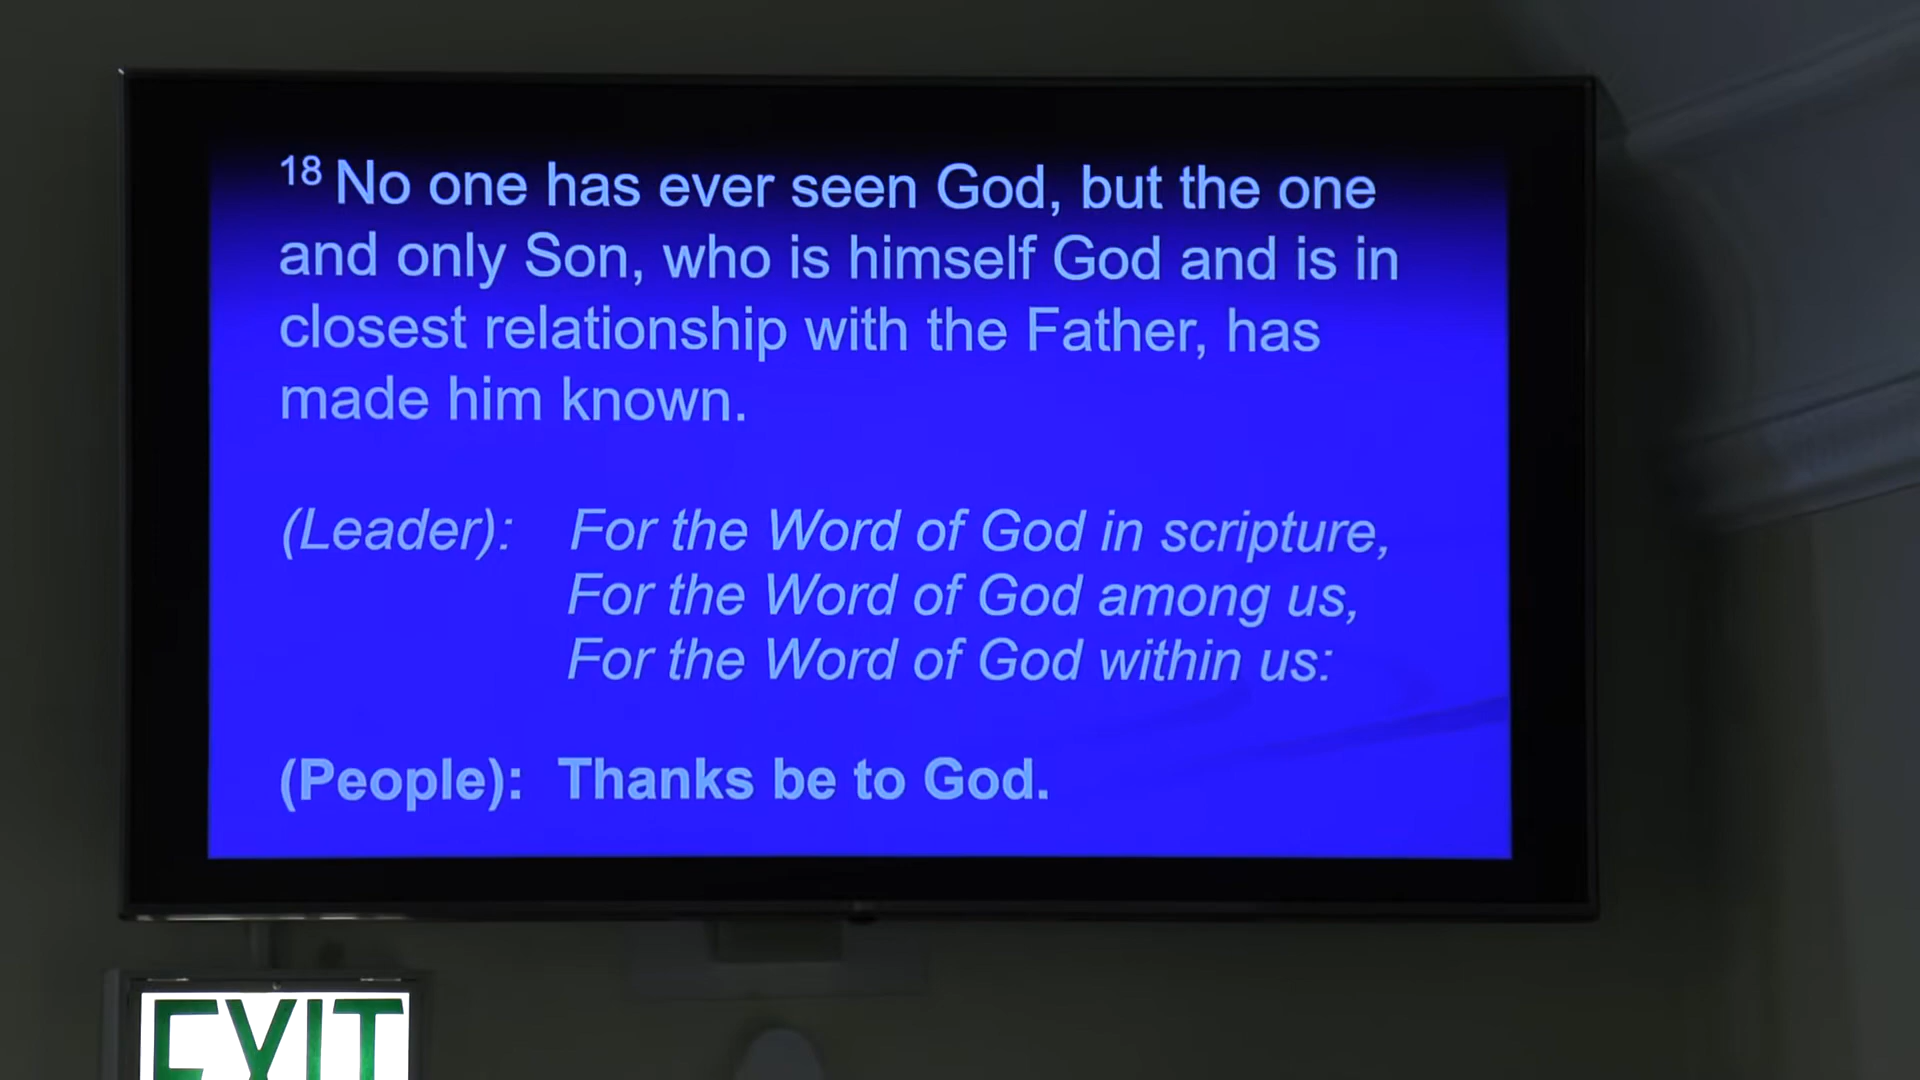 18 No one has ever seen God, but the one
and only Son, who is himself God and is in
closest relationship with the Father, has
made him known.
(Leader): For the Word of God in scripture,
For the Word of God among us,
For the Word of God within us:
(People): Thanks be to God.
EXIT